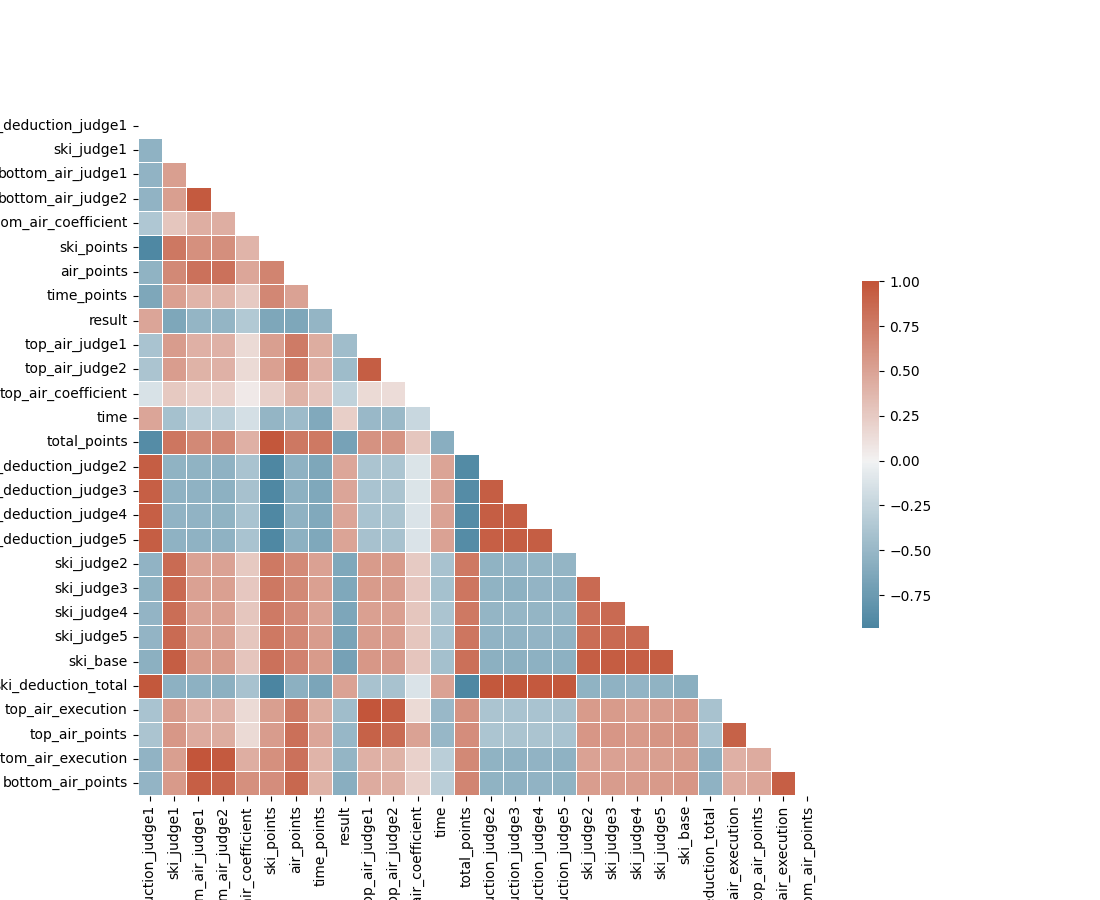 _deduction_judge1
ski_judge1
bottom_air_judge1
bottom_air_judge2
om_air_coefficient
ski_points
air_points
time_points
result
top_air_judge1
top_air_judge2
top_air_coefficient
time
total_points
_deduction_judge2
_deduction_judge3
_deduction_judge4
_deduction_judge5
ski_judge2
ski_judge3
ski_judge4
ski_judge5
ski_base
ski_deduction_total
top_air_execution
top_air_points
tom_air_execution
bottom_air_points
uction_judge1
ski_judge1
m_air_judge1
m_air_judge2
air_coefficient
ski_points
air_points
time_points
result
op_air_judge1
op_air_judge2
air_coefficient
time
total_points
uction_judge2
uction_judge3
uction_judge4
uction_judge5
ski_judge2
ski_judge3
ski_judge4
ski_judge5
ski_base
eduction_total
air_execution
top_air_points
air_execution
om_air_points
1.00
0.75
0.50
0.25
0.00
−0.25
−0.50
−0.75